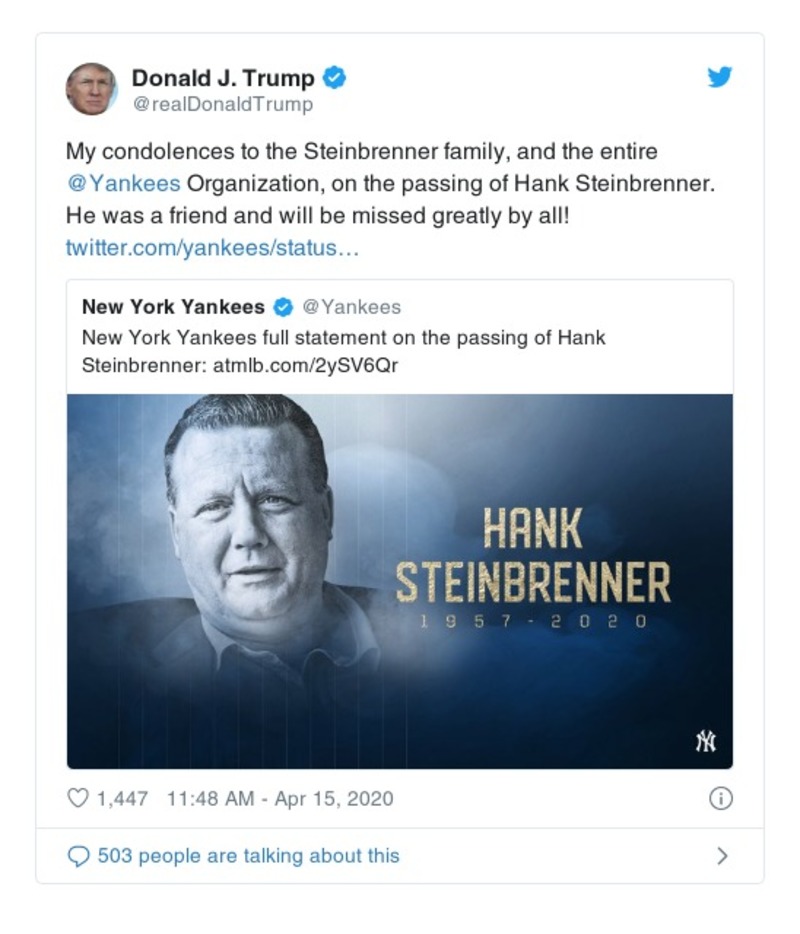 Donald J. Trump
@realDonaldTrump
My condolences to the Steinbrenner family, and the entire
@Yankees Organization, on the passing of Hank Steinbrenner.
He was a friend and will be missed greatly by all!
twitter.com/yankees/status…
New York Yankees @Yankees
New York Yankees full statement on the passing of Hank
Steinbrenner: atmlb.com/2ySV6Qr
HANK
STEINBRENNER
1957-2020
NY
1,447 11:48 AM - Apr 15, 2020
503 people are talking about this